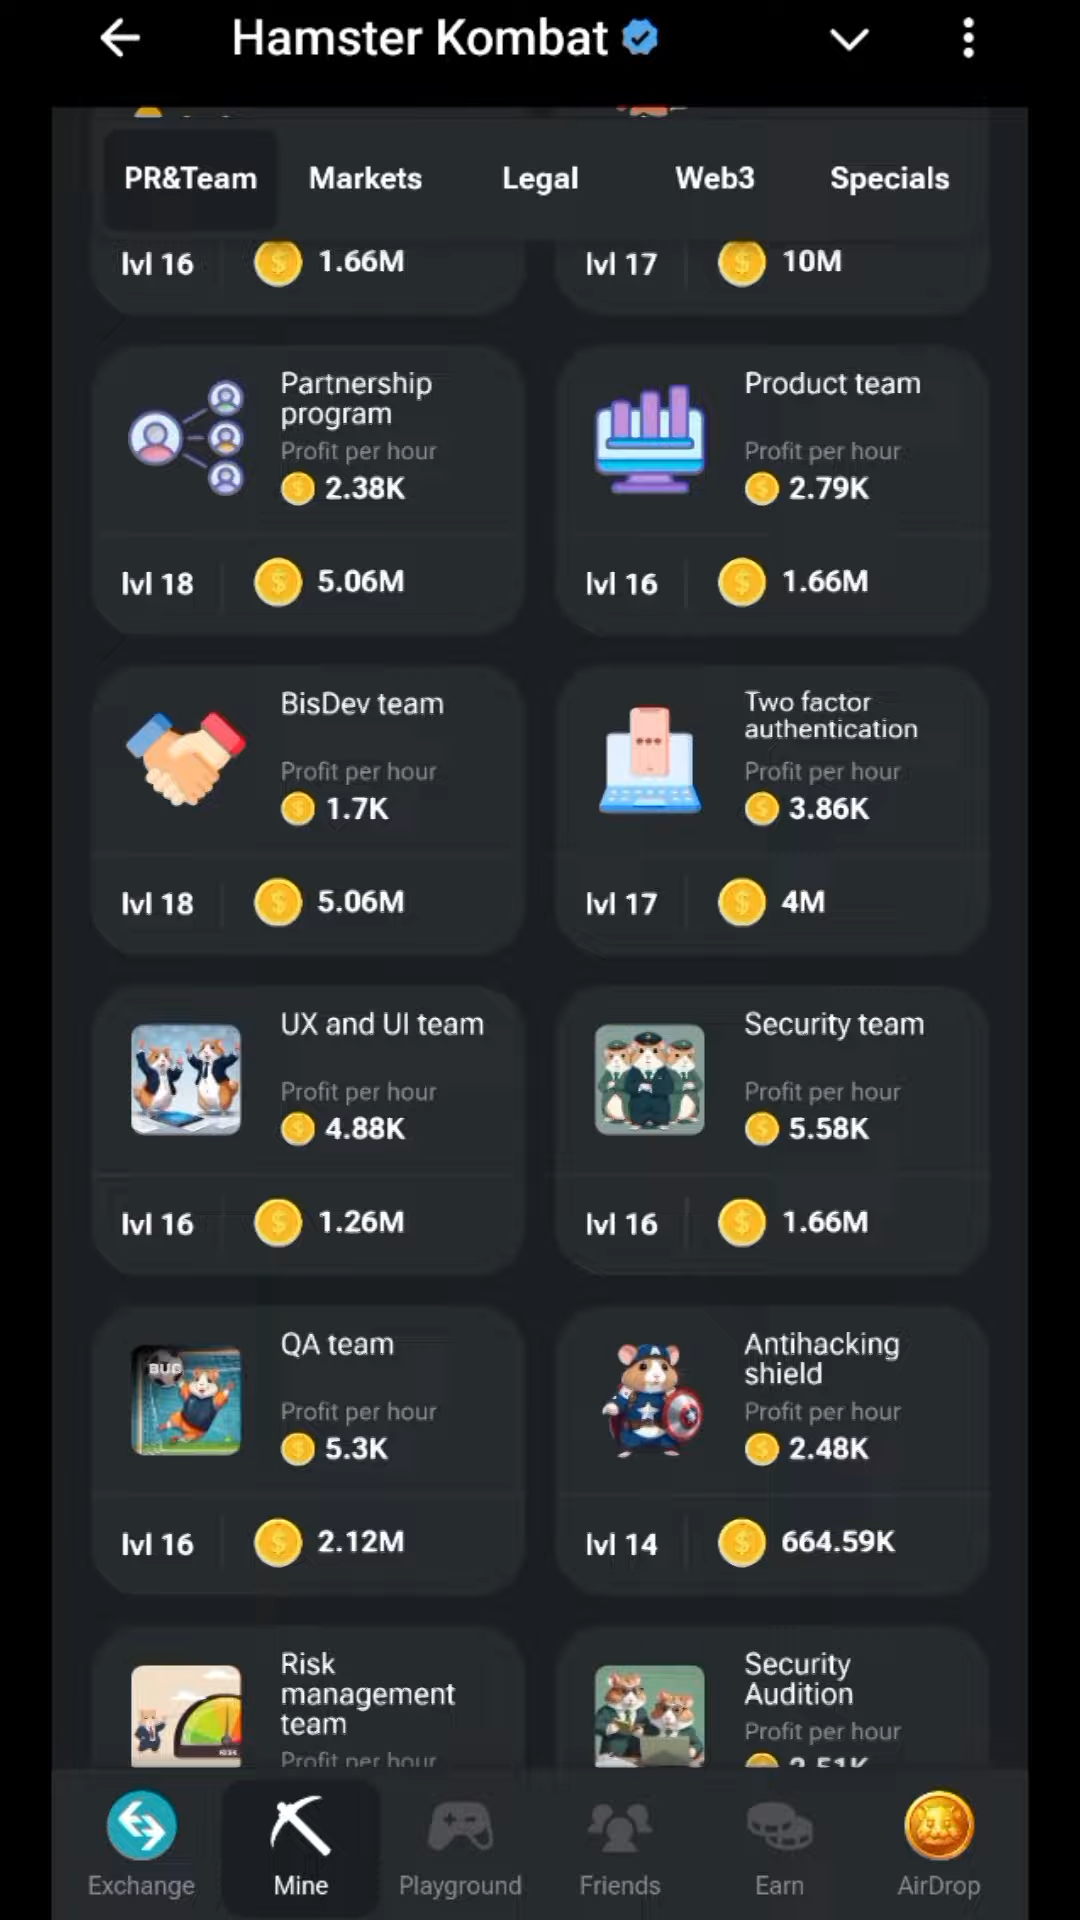 Hamster Kombat
PR&Team Markets Legal Web3 Specials
lvl 16 1.66M
lvl 17 10M
Partnership
program
Profit per hour
2.38K
lvl 18 5.06M
Product team
Profit per hour
2.79K
lvl 16 1.66M
BisDev team
Profit per hour
1.7K
lvl 18 5.06M
Two factor
authentication
Profit per hour
3.86K
lvl 17 4M
UX and UI team
Profit per hour
4.88K
lvl 16 1.26M
Security team
Profit per hour
5.58K
lvl 16 1.66M
BUG
QA team
Profit per hour
5.3K
lvl 16 2.12M
Antihacking
shield
Profit per hour
2.48K
lvl 14 664.59K
RISK
Risk
management
team
Profit per hour
Security
Audition
Profit per hour
Exchange Mine Playground Friends Earn AirDrop